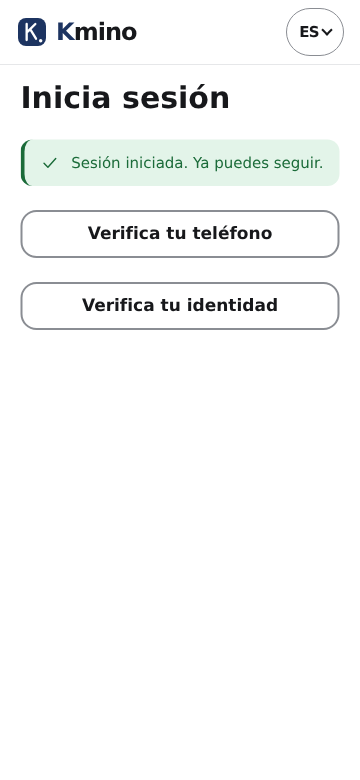 K. Kmino
ES
Inicia sesión
Sesión iniciada. Ya puedes seguir.
Verifica tu teléfono
Verifica tu identidad